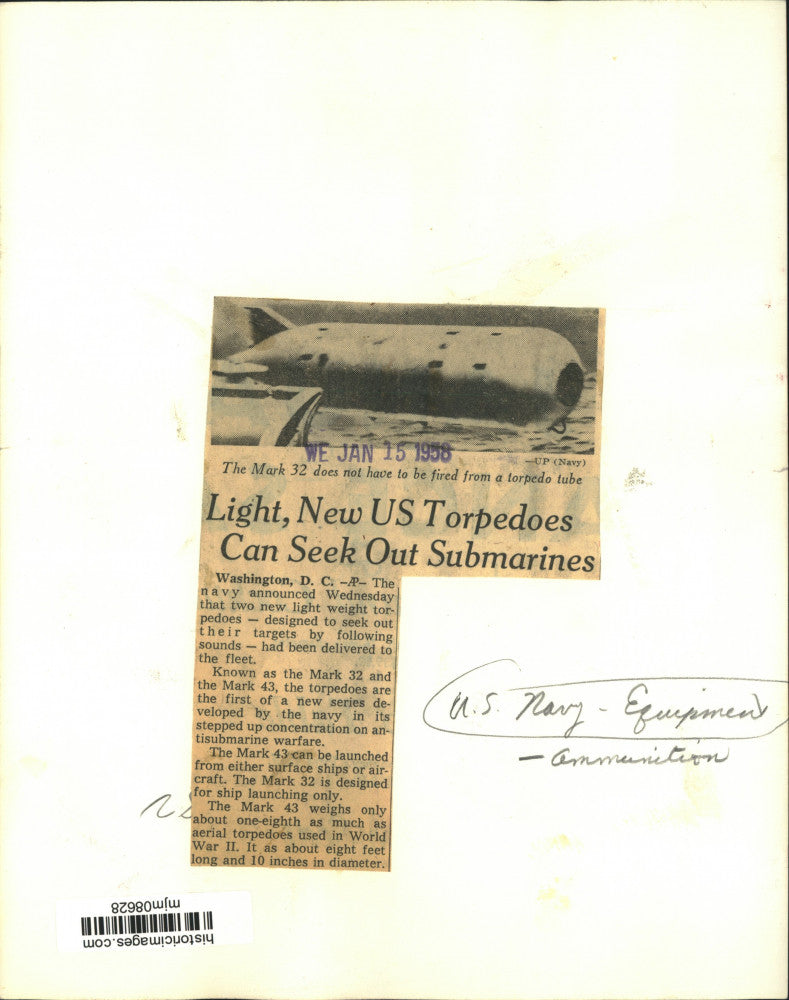 WE JAN 15 1958
—UP (Navy)
The Mark 32 does not have to be fired from a torpedo tube
Light, New US Torpedoes
Can Seek Out Submarines
Washington, D. C. –AP– The
navy announced Wednesday
that two new light weight tor-
pedoes — designed to seek out
their targets by following
sounds — had been delivered to
the fleet.
Known as the Mark 32 and
the Mark 43, the torpedoes are
the first of a new series de-
veloped by the navy in its
stepped up concentration on an-
tisubmarine warfare.
The Mark 43 can be launched
from either surface ships or air-
craft. The Mark 32 is designed
for ship launching only.
The Mark 43 weighs only
about one-eighth as much as
aerial torpedoes used in World
War II. It as about eight feet
long and 10 inches in diameter.
U.S. Navy - Equipment
- Ammunition
mjm08628
historicimages.com